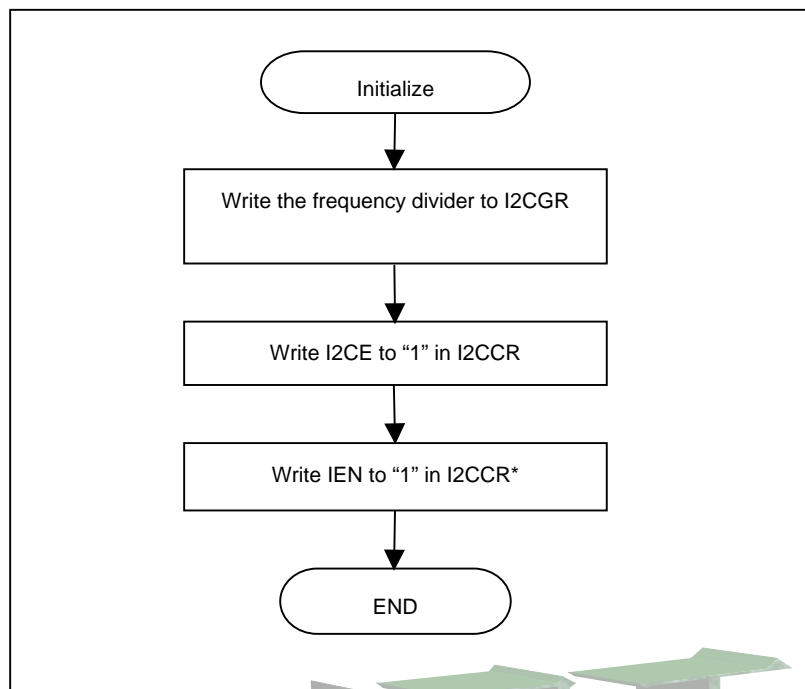 Initialize
Write the frequency divider to I2CGR
Write I2CE to “1” in I2CCR
Write IEN to “1” in I2CCR*
END